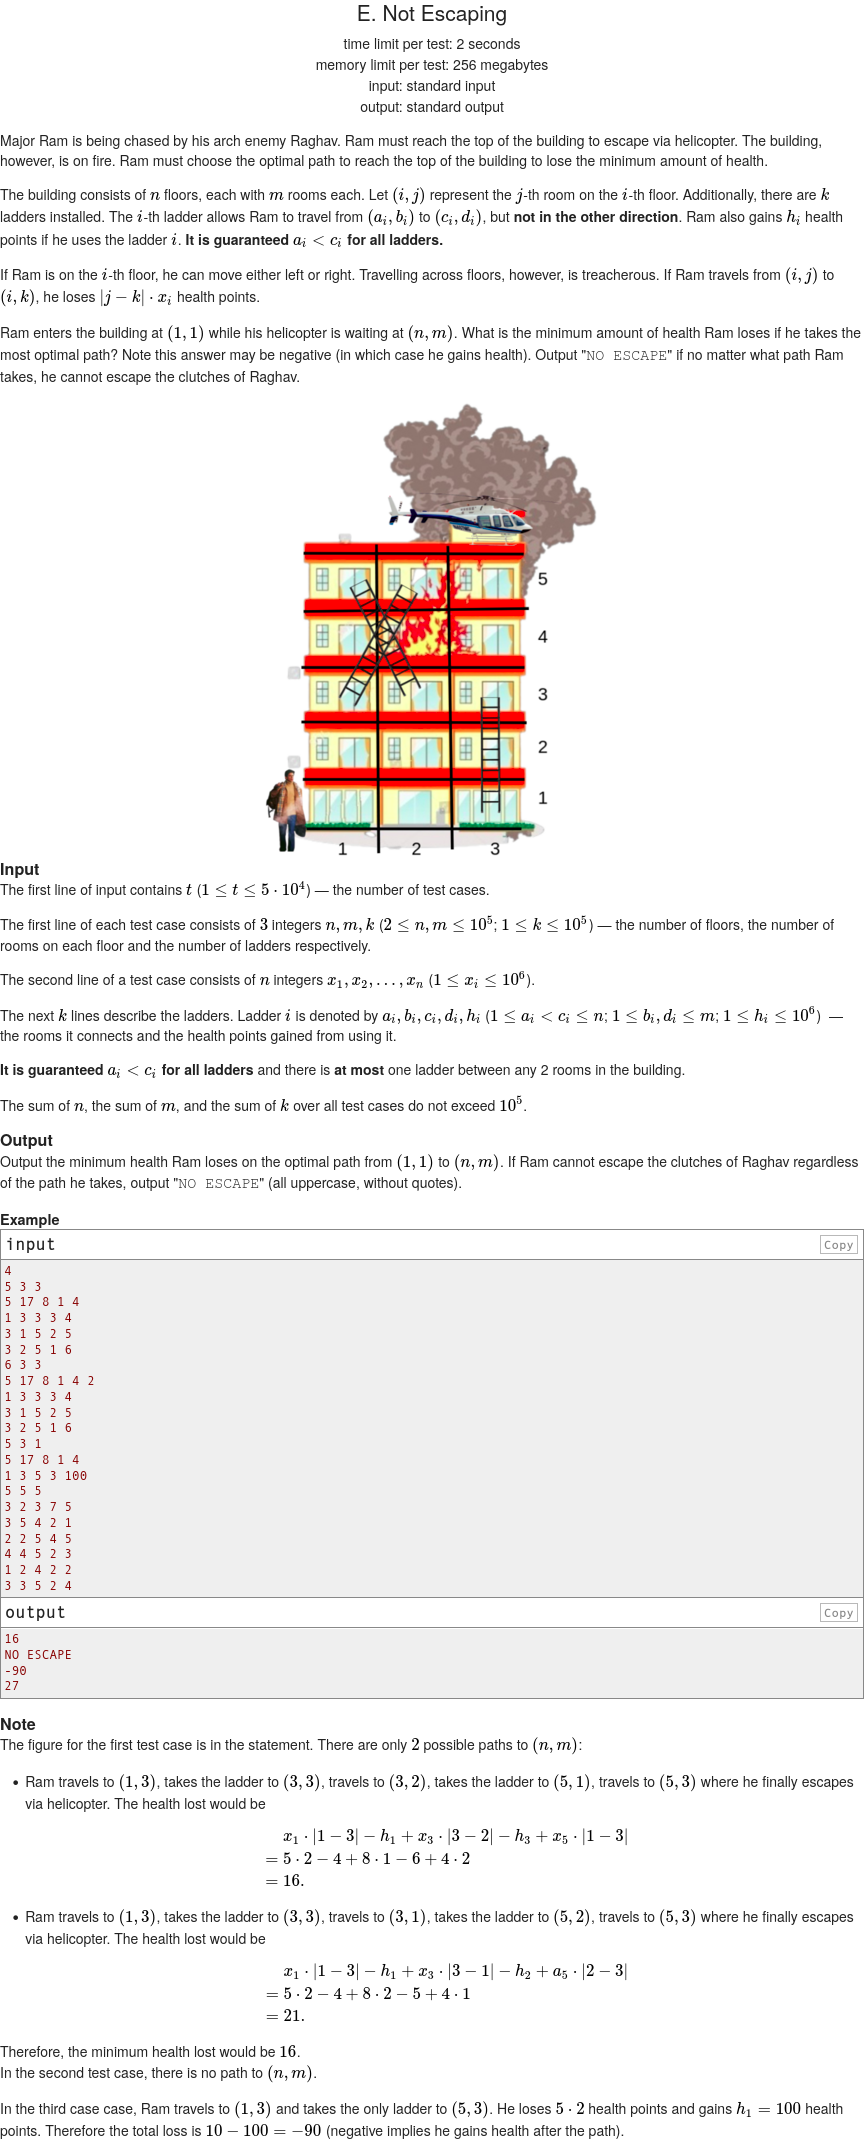 E. Not Escaping
time limit per test: 2 seconds
memory limit per test: 256 megabytes
input: standard input
output: standard output
Major Ram is being chased by his arch enemy Raghav. Ram must reach the top of the building to escape via helicopter. The building,
however, is on fire. Ram must choose the optimal path to reach the top of the building to lose the minimum amount of health.
The building consists of n floors, each with m rooms each. Let (i, j) represent the j-th room on the i-th floor. Additionally, there are k
ladders installed. The i-th ladder allows Ram to travel from (a_i, b_i) to (c_i, d_i), but not in the other direction. Ram also gains h_i health
points if he uses the ladder i. It is guaranteed a_i < c_i for all ladders.
If Ram is on the i-th floor, he can move either left or right. Travelling across floors, however, is treacherous. If Ram travels from (i, j) to
(i, k), he loses |j − k| · x_i health points.
Ram enters the building at (1, 1) while his helicopter is waiting at (n, m). What is the minimum amount of health Ram loses if he takes the
most optimal path? Note this answer may be negative (in which case he gains health). Output "NO ESCAPE" if no matter what path Ram
takes, he cannot escape the clutches of Raghav.
5
4
3
2
1
1 2 3
Input
The first line of input contains t (1 ≤ t ≤ 5 · 10^4) — the number of test cases.
The first line of each test case consists of 3 integers n, m, k (2 ≤ n, m ≤ 10^5; 1 ≤ k ≤ 10^5) — the number of floors, the number of
rooms on each floor and the number of ladders respectively.
The second line of a test case consists of n integers x_1, x_2, …, x_n (1 ≤ x_i ≤ 10^6).
The next k lines describe the ladders. Ladder i is denoted by a_i, b_i, c_i, d_i, h_i (1 ≤ a_i < c_i ≤ n; 1 ≤ b_i, d_i ≤ m; 1 ≤ h_i ≤ 10^6) —
the rooms it connects and the health points gained from using it.
It is guaranteed a_i < c_i for all ladders and there is at most one ladder between any 2 rooms in the building.
The sum of n, the sum of m, and the sum of k over all test cases do not exceed 10^5.
Output
Output the minimum health Ram loses on the optimal path from (1, 1) to (n, m). If Ram cannot escape the clutches of Raghav regardless
of the path he takes, output "NO ESCAPE" (all uppercase, without quotes).
Example
input Copy
4
5 3 3
5 17 8 1 4
1 3 3 3 4
3 1 5 2 5
3 2 5 1 6
6 3 3
5 17 8 1 4 2
1 3 3 3 4
3 1 5 2 5
3 2 5 1 6
5 3 1
5 17 8 1 4
1 3 5 3 100
5 5 5
3 2 3 7 5
3 5 4 2 1
2 2 5 4 5
4 4 5 2 3
1 2 4 2 2
3 3 5 2 4
output Copy
16
NO ESCAPE
-90
27
Note
The figure for the first test case is in the statement. There are only 2 possible paths to (n, m):
• Ram travels to (1, 3), takes the ladder to (3, 3), travels to (3, 2), takes the ladder to (5, 1), travels to (5, 3) where he finally escapes
via helicopter. The health lost would be
x_1 · |1 − 3| − h_1 + x_3 · |3 − 2| − h_3 + x_5 · |1 − 3|
= 5 · 2 − 4 + 8 · 1 − 6 + 4 · 2
= 16.
• Ram travels to (1, 3), takes the ladder to (3, 3), travels to (3, 1), takes the ladder to (5, 2), travels to (5, 3) where he finally escapes
via helicopter. The health lost would be
x_1 · |1 − 3| − h_1 + x_3 · |3 − 1| − h_2 + a_5 · |2 − 3|
= 5 · 2 − 4 + 8 · 2 − 5 + 4 · 1
= 21.
Therefore, the minimum health lost would be 16.
In the second test case, there is no path to (n, m).
In the third case case, Ram travels to (1, 3) and takes the only ladder to (5, 3). He loses 5 · 2 health points and gains h_1 = 100 health
points. Therefore the total loss is 10 − 100 = −90 (negative implies he gains health after the path).